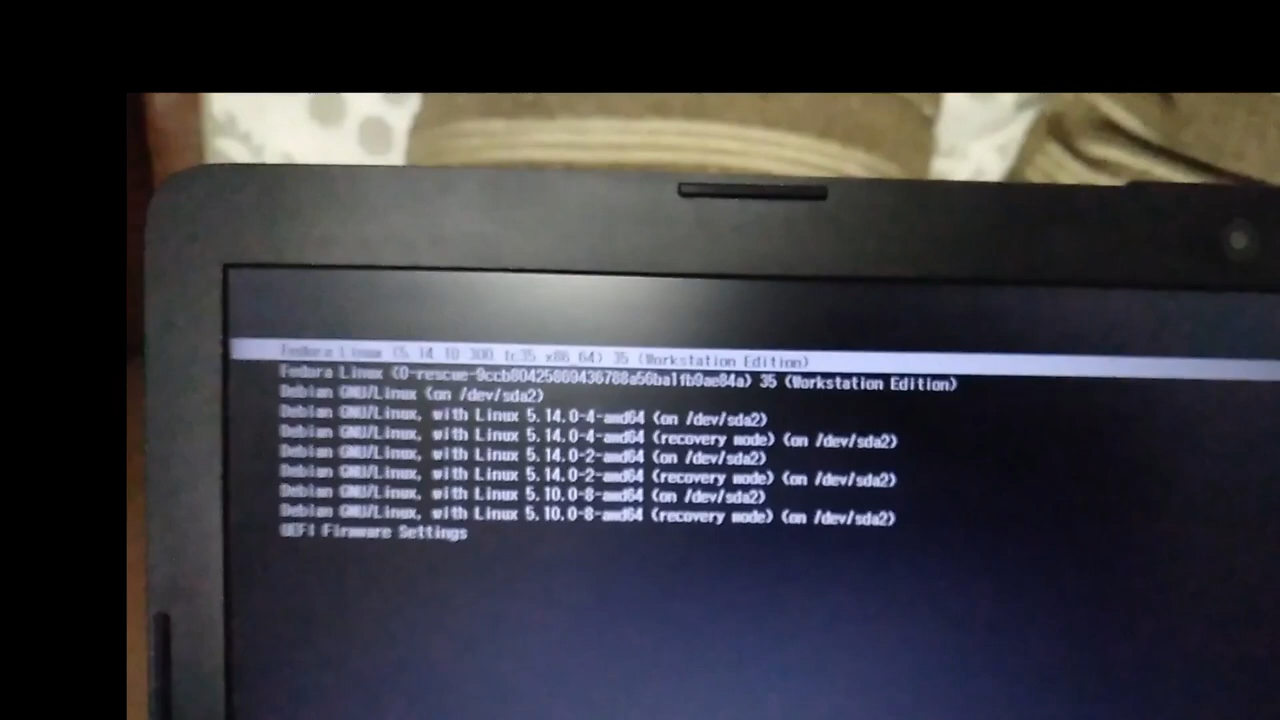 Fedora Linux (5.14.10-300.fc35.x86_64) 35 (Workstation Edition)
Fedora Linux (0-rescue-9ccb80425869436788a56ba1fb9ae84a) 35 (Workstation Edition)
Debian GNU/Linux (on /dev/sda2)
Debian GNU/Linux, with Linux 5.14.0-4-amd64 (on /dev/sda2)
Debian GNU/Linux, with Linux 5.14.0-4-amd64 (recovery mode) (on /dev/sda2)
Debian GNU/Linux, with Linux 5.14.0-2-amd64 (on /dev/sda2)
Debian GNU/Linux, with Linux 5.14.0-2-amd64 (recovery mode) (on /dev/sda2)
Debian GNU/Linux, with Linux 5.10.0-8-amd64 (on /dev/sda2)
Debian GNU/Linux, with Linux 5.10.0-8-amd64 (recovery mode) (on /dev/sda2)
UEFI Firmware Settings